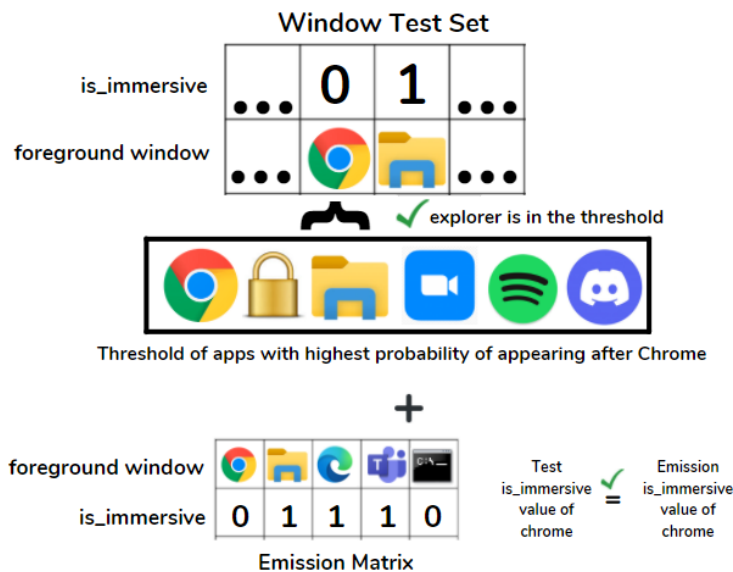 Window Test Set
is_immersive ... 0 1 ...
foreground window ... ...
explorer is in the threshold
Threshold of apps with highest probability of appearing after Chrome
+
foreground window C:\_
is_immersive 0 1 1 1 0
Emission Matrix
Test
is_immersive
value of
chrome
=
Emission
is_immersive
value of
chrome